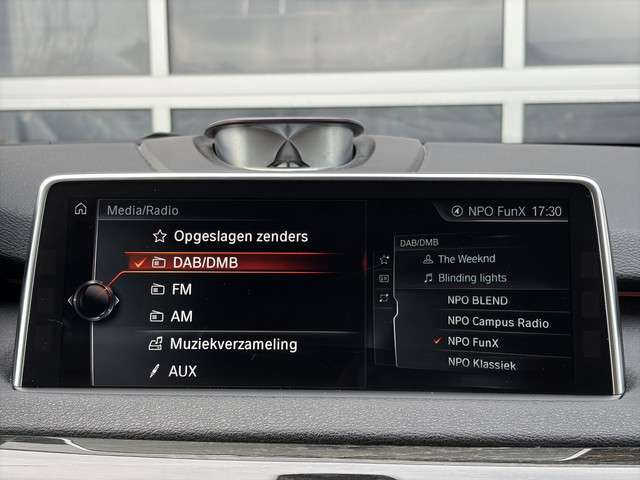 Media/Radio
NPO FunX 17:30
Opgeslagen zenders
DAB/DMB
FM
AM
Muziekverzameling
AUX
DAB/DMB
The Weeknd
Blinding lights
NPO BLEND
NPO Campus Radio
NPO FunX
NPO Klassiek